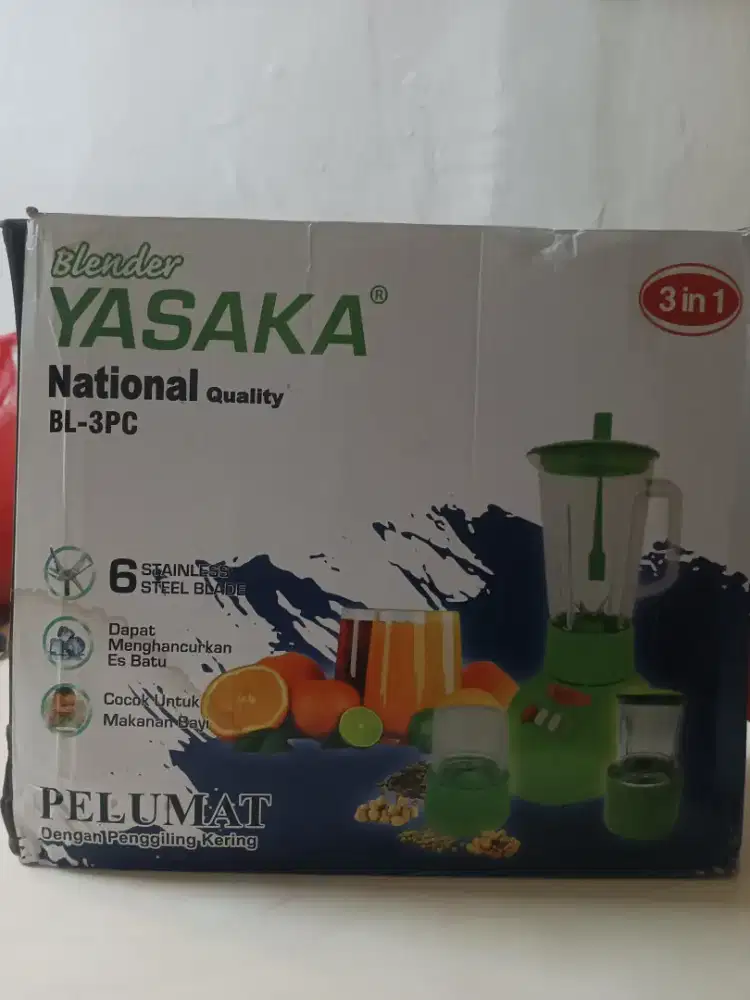 Blender
YASAKA®
3 in 1
National Quality
BL-3PC
6 STAINLESS
STEEL BLADE
Dapat
Menghancurkan
Es Batu
Cocok Untuk
Makanan Bayi
PELUMAT
Dengan Penggiling Kering